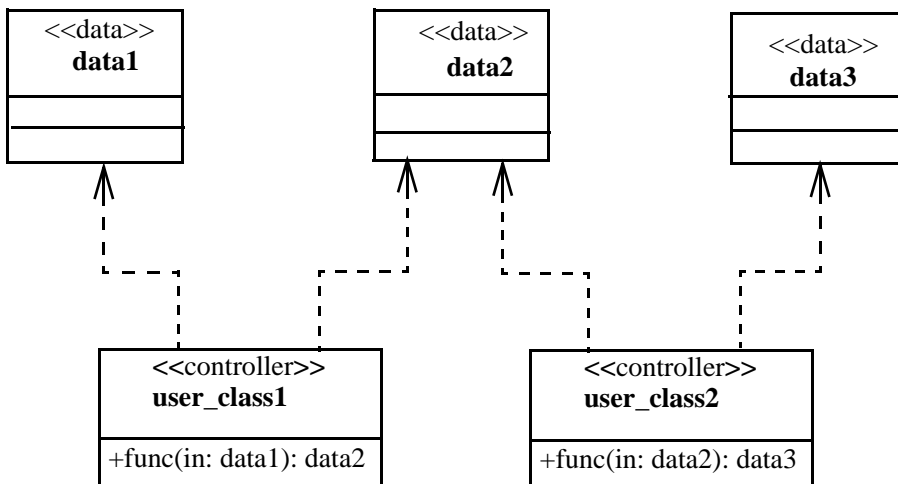 <<data>>
data1
<<data>>
data2
<<data>>
data3
<<controller>>
user_class1
+func(in: data1): data2
<<controller>>
user_class2
+func(in: data2): data3